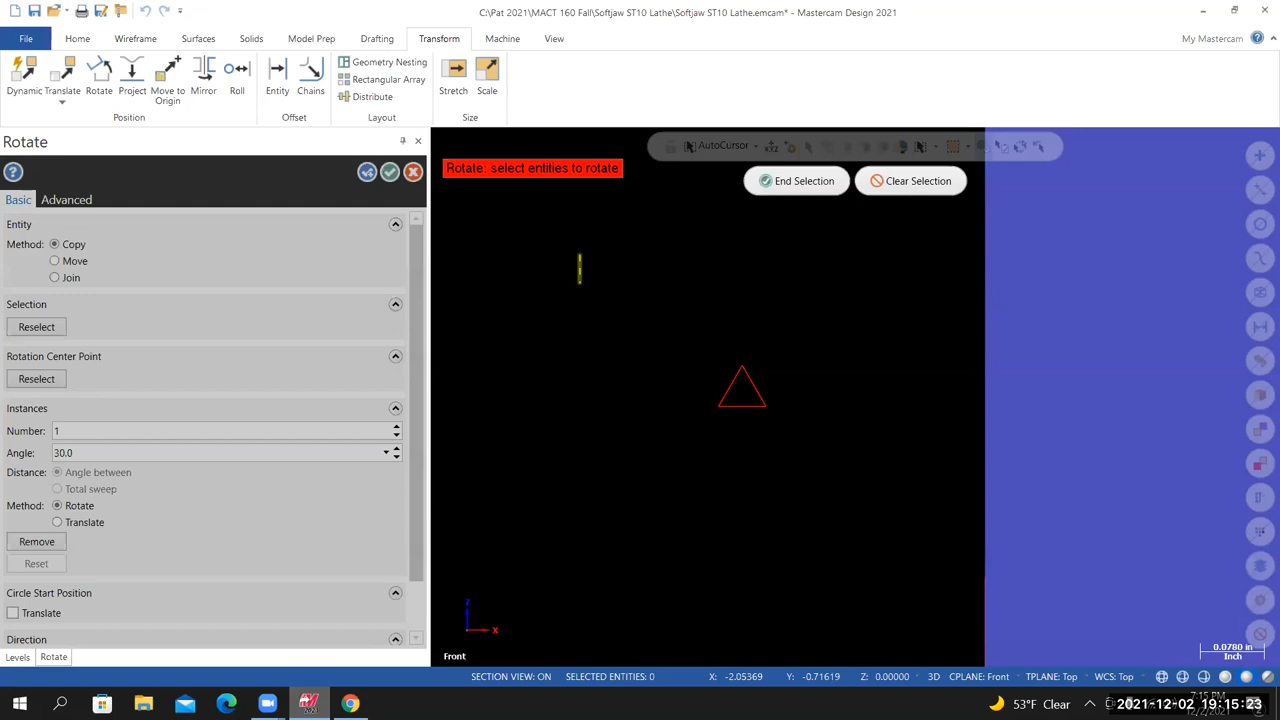 C:\Pat 2021\MACT 160 Fall\Softjaw ST10 Lathe\Softjaw ST10 Lathe.emcam* - Mastercam Design 2021
File Home Wireframe Surfaces Solids Model Prep Drafting Transform Machine View My Mastercam
Dynamic Translate Rotate Project Move to Origin Mirror Roll Entity Chains Geometry Nesting Rectangular Array Distribute Stretch Scale
Position Offset Layout Size
Rotate
Basic Advanced
Entity
Method: Copy
Move
Join
Selection
Reselect
Rotation Center Point
Reselect
Instances
Number: 1
Angle: 30.0
Distance: Angle between
Total sweep
Method: Rotate
Translate
Remove
Reset
Circle Start Position
Translate
Direction
Levels Rotate
AutoCursor
Rotate: select entities to rotate
End Selection Clear Selection
Z
X
Front
0.0780 in
Inch
SECTION VIEW: ON SELECTED ENTITIES: 0 X: -2.05369 Y: -0.71619 Z: 0.00000 3D CPLANE: Front TPLANE: Top WCS: Top
53°F Clear
7:15 PM
2021-12-02 19:15:23
12/2/2021